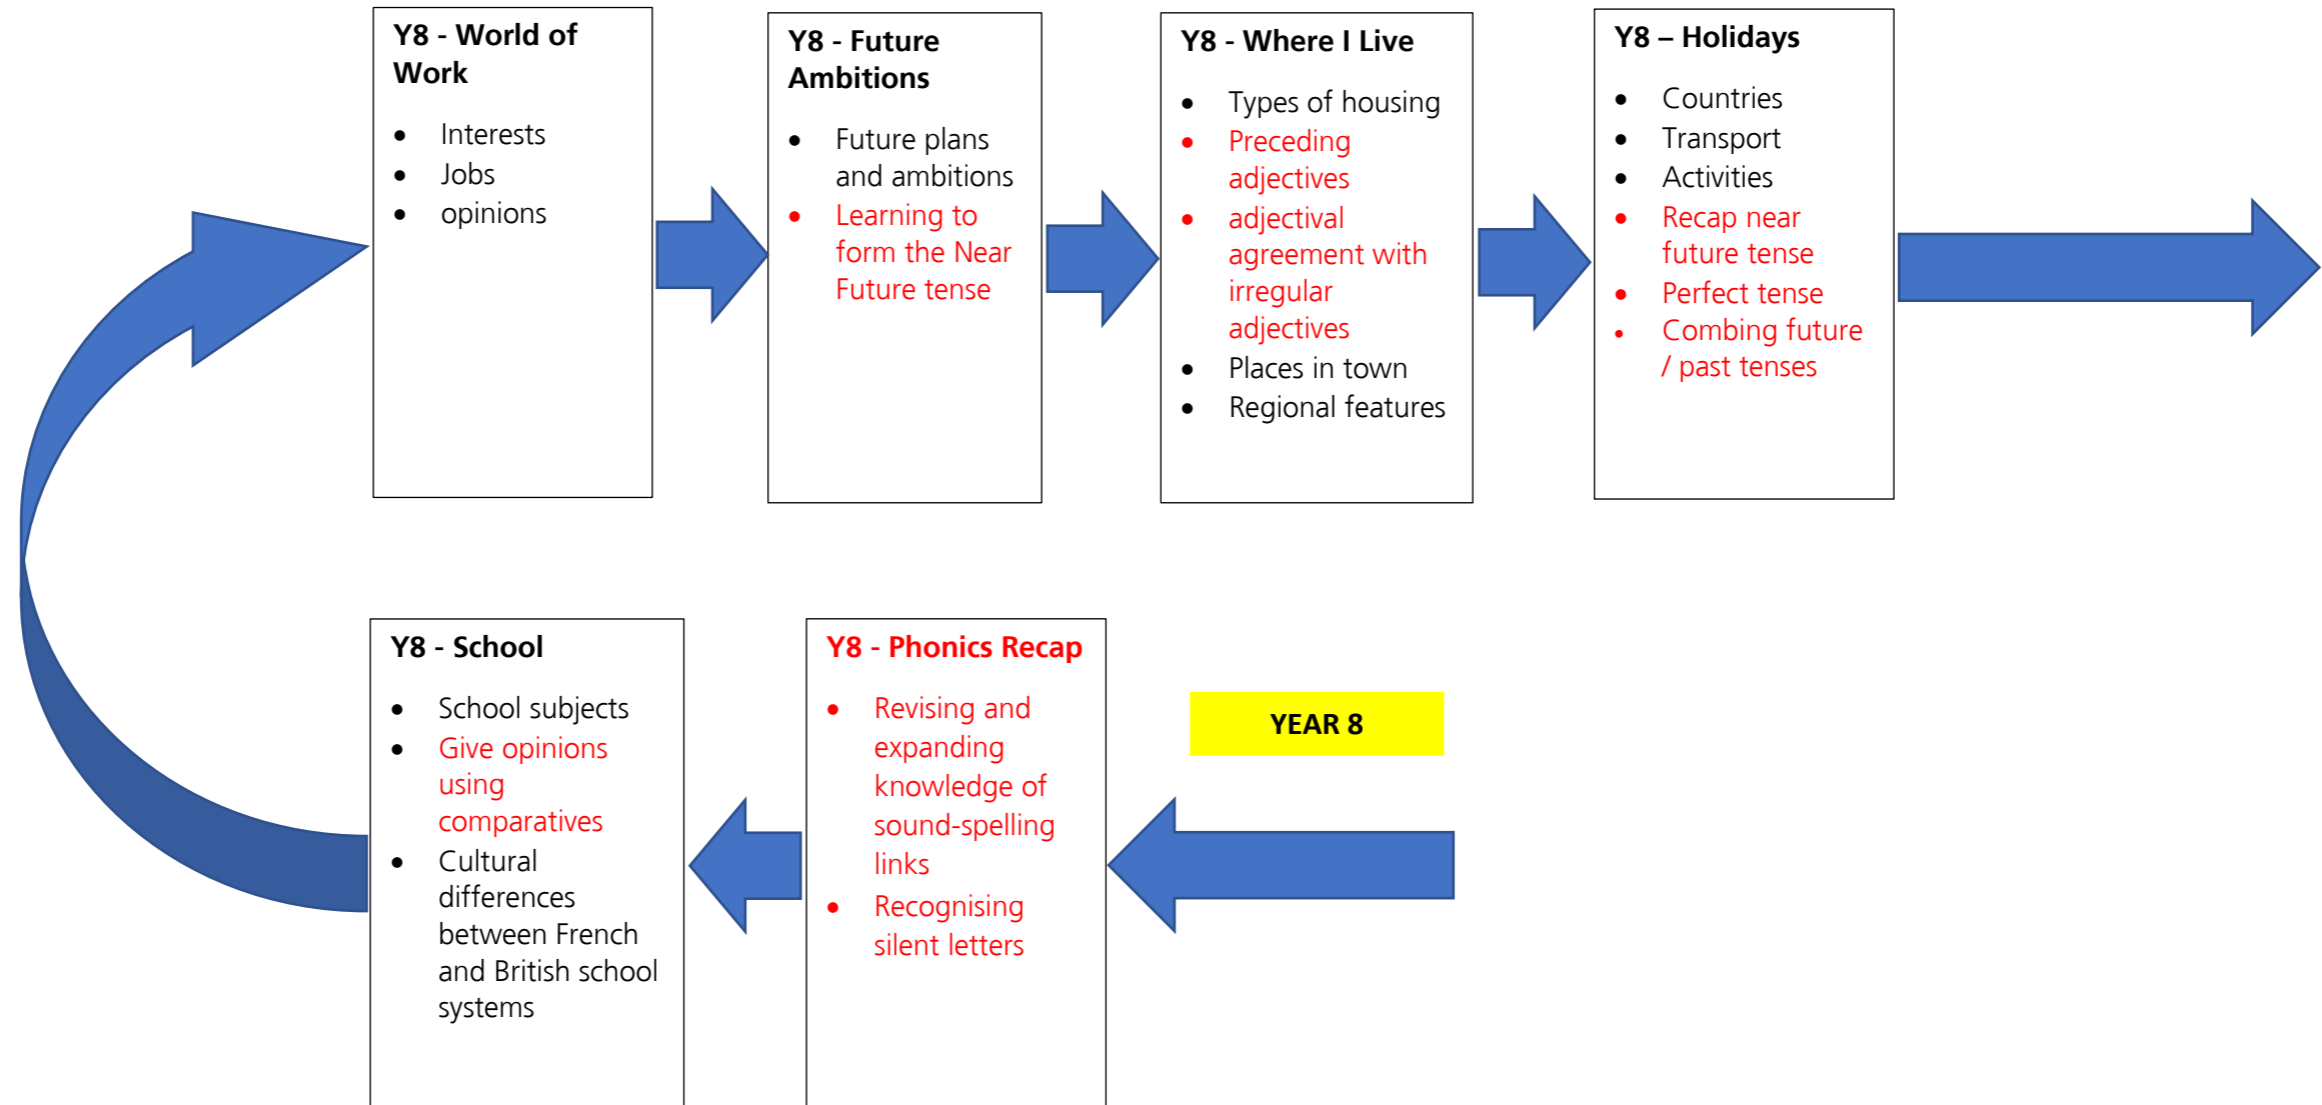 Y8 - World of
Work
• Interests
• Jobs
• opinions
Y8 - Future
Ambitions
• Future plans
and ambitions
• Learning to
form the Near
Future tense
Y8 - Where I Live
• Types of housing
• Preceding
adjectives
• adjectival
agreement with
irregular
adjectives
• Places in town
• Regional features
Y8 – Holidays
• Countries
• Transport
• Activities
• Recap near
future tense
• Perfect tense
• Combing future
/ past tenses
Y8 - School
• School subjects
• Give opinions
using
comparatives
• Cultural
differences
between French
and British school
systems
Y8 - Phonics Recap
• Revising and
expanding
knowledge of
sound-spelling
links
• Recognising
silent letters
YEAR 8